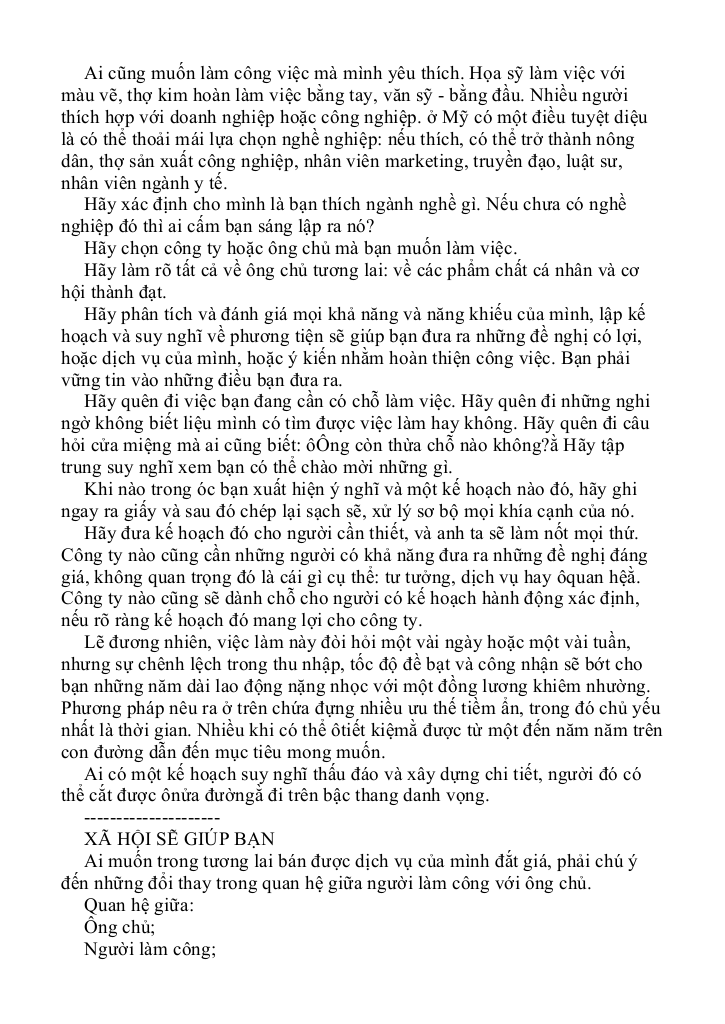 Ai cũng muốn làm công việc mà mình yêu thích. Họa sỹ làm việc với
màu vẽ, thợ kim hoàn làm việc bằng tay, văn sỹ - bằng đầu. Nhiều người
thích hợp với doanh nghiệp hoặc công nghiệp. ở Mỹ có một điều tuyệt diệu
là có thể thoải mái lựa chọn nghề nghiệp: nếu thích, có thể trở thành nông
dân, thợ sản xuất công nghiệp, nhân viên marketing, truyền đạo, luật sư,
nhân viên ngành y tế.
Hãy xác định cho mình là bạn thích ngành nghề gì. Nếu chưa có nghề
nghiệp đó thì ai cấm bạn sáng lập ra nó?
Hãy chọn công ty hoặc ông chủ mà bạn muốn làm việc.
Hãy làm rõ tất cả về ông chủ tương lai: về các phẩm chất cá nhân và cơ
hội thành đạt.
Hãy phân tích và đánh giá mọi khả năng và năng khiếu của mình, lập kế
hoạch và suy nghĩ về phương tiện sẽ giúp bạn đưa ra những đề nghị có lợi,
hoặc dịch vụ của mình, hoặc ý kiến nhằm hoàn thiện công việc. Bạn phải
vững tin vào những điều bạn đưa ra.
Hãy quên đi việc bạn đang cần có chỗ làm việc. Hãy quên đi những nghi
ngờ không biết liệu mình có tìm được việc làm hay không. Hãy quên đi câu
hỏi cửa miệng mà ai cũng biết: ôÔng còn thừa chỗ nào không?ằ Hãy tập
trung suy nghĩ xem bạn có thể chào mời những gì.
Khi nào trong óc bạn xuất hiện ý nghĩ và một kế hoạch nào đó, hãy ghi
ngay ra giấy và sau đó chép lại sạch sẽ, xử lý sơ bộ mọi khía cạnh của nó.
Hãy đưa kế hoạch đó cho người cần thiết, và anh ta sẽ làm nốt mọi thứ.
Công ty nào cũng cần những người có khả năng đưa ra những đề nghị đáng
giá, không quan trọng đó là cái gì cụ thể: tư tưởng, dịch vụ hay ôquan hệằ.
Công ty nào cũng sẽ dành chỗ cho người có kế hoạch hành động xác định,
nếu rõ ràng kế hoạch đó mang lợi cho công ty.
Lẽ đương nhiên, việc làm này đòi hỏi một vài ngày hoặc một vài tuần,
nhưng sự chênh lệch trong thu nhập, tốc độ đề bạt và công nhận sẽ bớt cho
bạn những năm dài lao động nặng nhọc với một đồng lương khiêm nhường.
Phương pháp nêu ra ở trên chứa đựng nhiều ưu thế tiềm ẩn, trong đó chủ yếu
nhất là thời gian. Nhiều khi có thể ôtiết kiệmằ được từ một đến năm năm trên
con đường dẫn đến mục tiêu mong muốn.
Ai có một kế hoạch suy nghĩ thấu đáo và xây dựng chi tiết, người đó có
thể cắt được ônửa đườngằ đi trên bậc thang danh vọng.
---------------------
XÃ HỘI SẼ GIÚP BẠN
Ai muốn trong tương lai bán được dịch vụ của mình đắt giá, phải chú ý
đến những đổi thay trong quan hệ giữa người làm công với ông chủ.
Quan hệ giữa:
Ông chủ;
Người làm công;